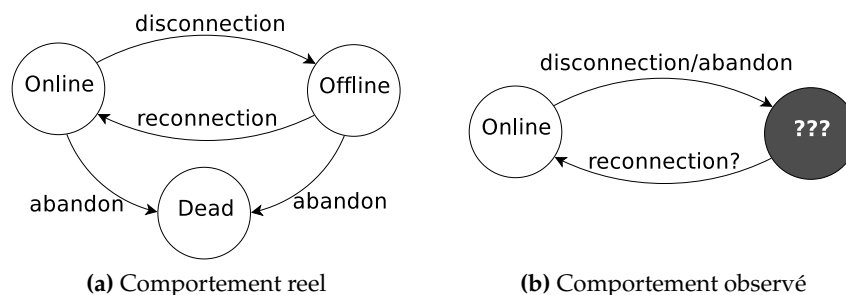 disconnection
Online
Offline
reconnection
abandon
Dead
abandon
(a) Comportement reel
disconnection/abandon
Online
???
reconnection?
(b) Comportement observé